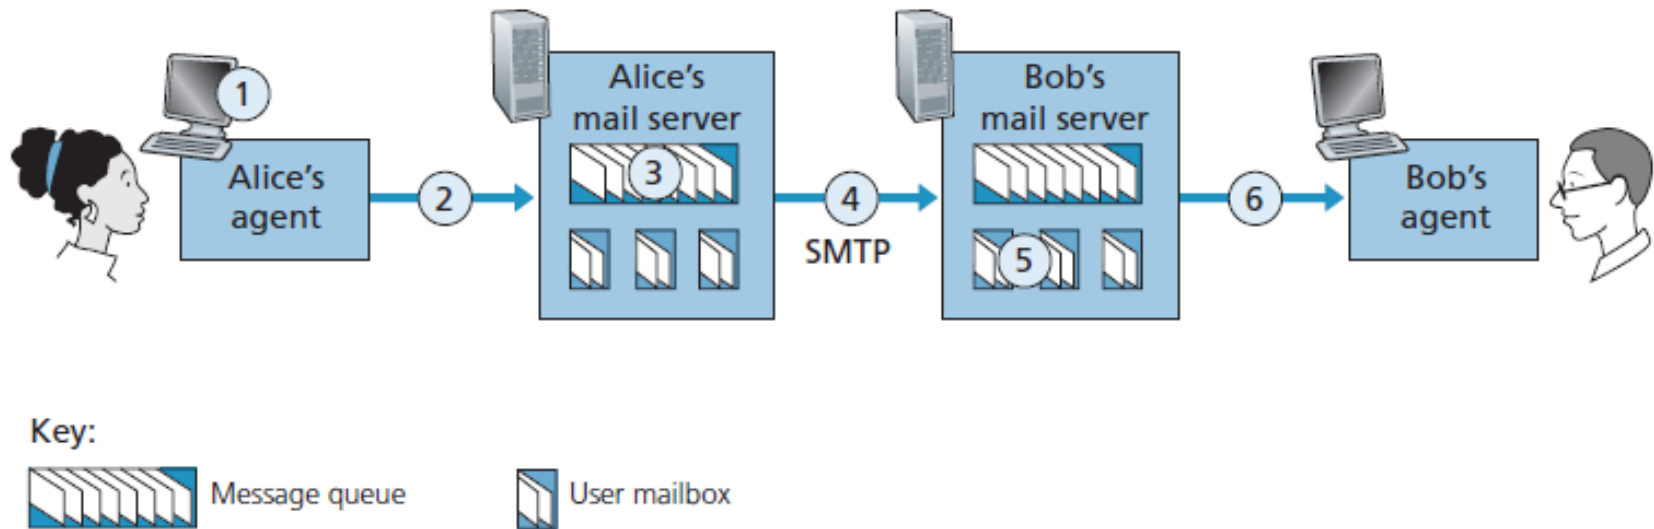 1
Alice's
agent
2
Alice's
mail server
3
4
SMTP
Bob's
mail server
5
6
Bob's
agent
Key:
Message queue
User mailbox